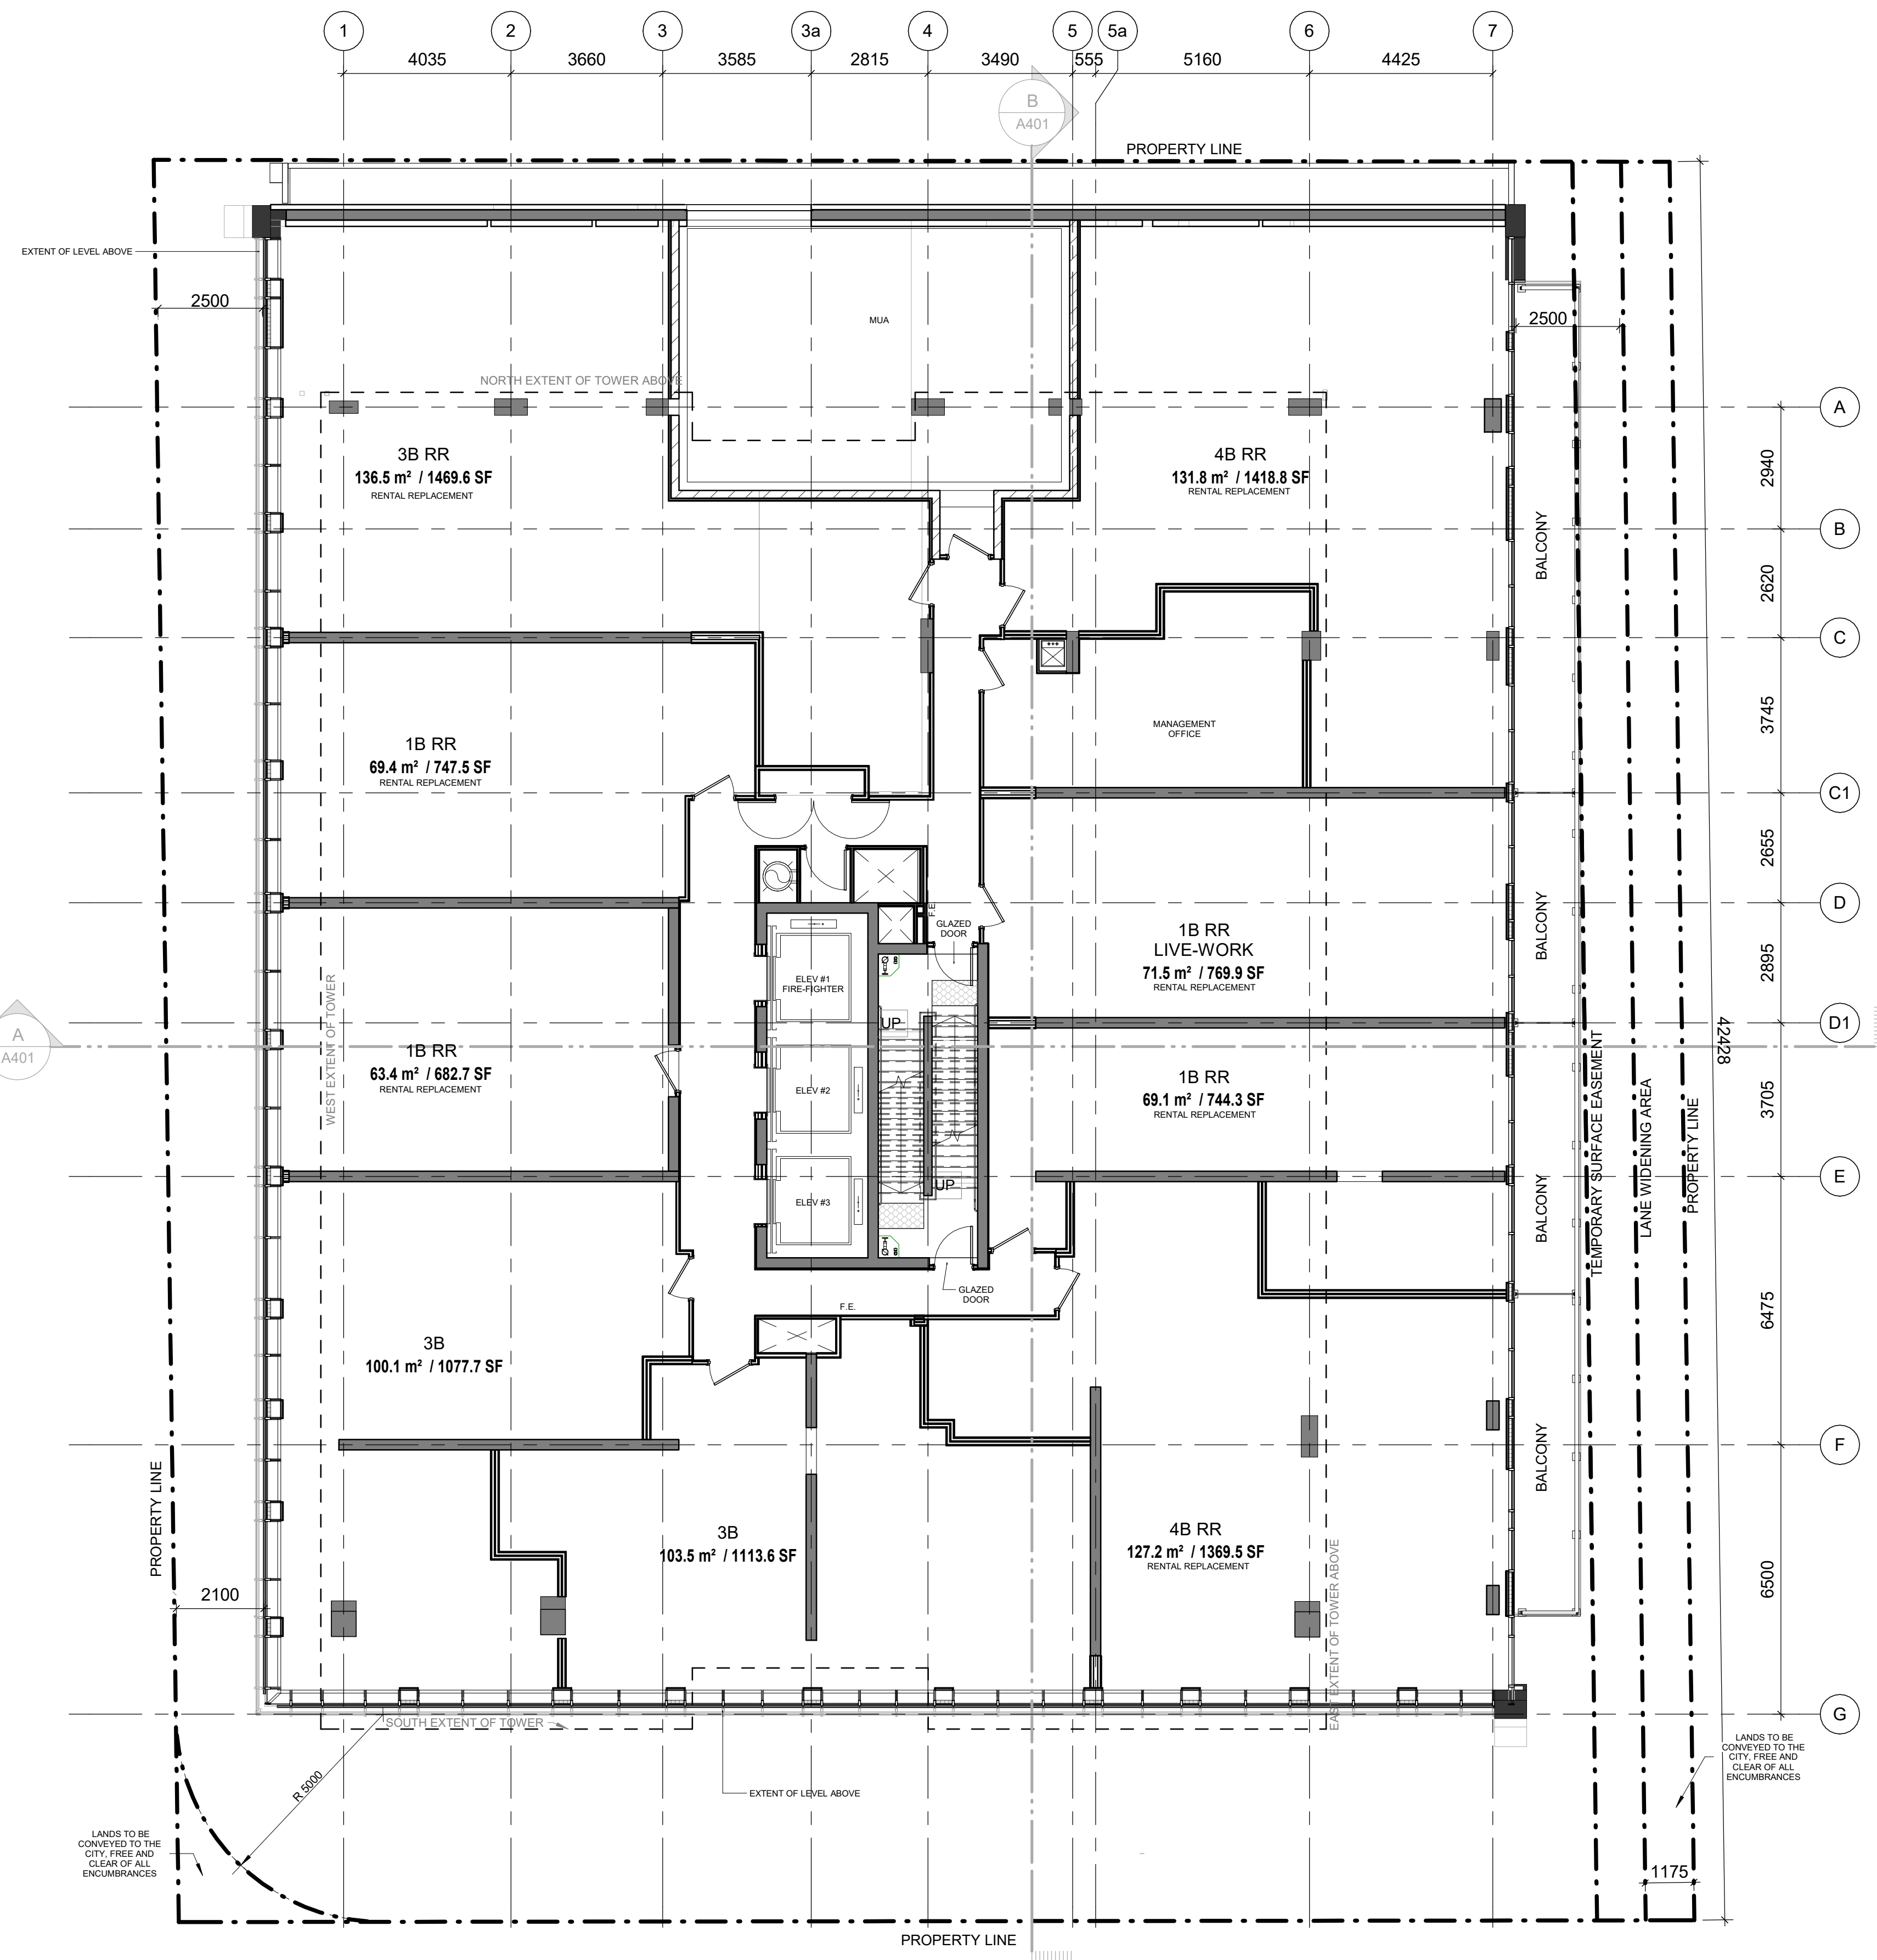 1 2 3 3a 4 5 5a 6 7
4035 3660 3585 2815 3490 555 5160 4425
B
A401
PROPERTY LINE
EXTENT OF LEVEL ABOVE
2500
MUA
2500
NORTH EXTENT OF TOWER ABOVE
A
3B RR
136.5 m² / 1469.6 SF
RENTAL REPLACEMENT
4B RR
131.8 m² / 1418.8 SF
RENTAL REPLACEMENT
2940
BALCONY
B
2620
C
MANAGEMENT
OFFICE
3745
1B RR
69.4 m² / 747.5 SF
RENTAL REPLACEMENT
C1
2655
F.E.
GLAZED
DOOR
D
1B RR
LIVE-WORK
71.5 m² / 769.9 SF
RENTAL REPLACEMENT
BALCONY
2895
ELEV #1
FIRE-FIGHTER
UP
D1
A
A401
WEST EXTENT OF TOWER
1B RR
63.4 m² / 682.7 SF
RENTAL REPLACEMENT
ELEV #2
1B RR
69.1 m² / 744.3 SF
RENTAL REPLACEMENT
42428
3705
TEMPORARY SURFACE EASEMENT
LANE WIDENING AREA
PROPERTY LINE
E
UP
ELEV #3
BALCONY
GLAZED
DOOR
F.E.
6475
3B
100.1 m² / 1077.7 SF
F
BALCONY
PROPERTY LINE
3B
103.5 m² / 1113.6 SF
4B RR
127.2 m² / 1369.5 SF
RENTAL REPLACEMENT
6500
2100
EAST EXTENT OF TOWER ABOVE
SOUTH EXTENT OF TOWER
G
R 5000
EXTENT OF LEVEL ABOVE
LANDS TO BE
CONVEYED TO THE
CITY, FREE AND
CLEAR OF ALL
ENCUMBRANCES
LANDS TO BE
CONVEYED TO THE
CITY, FREE AND
CLEAR OF ALL
ENCUMBRANCES
1175
PROPERTY LINE